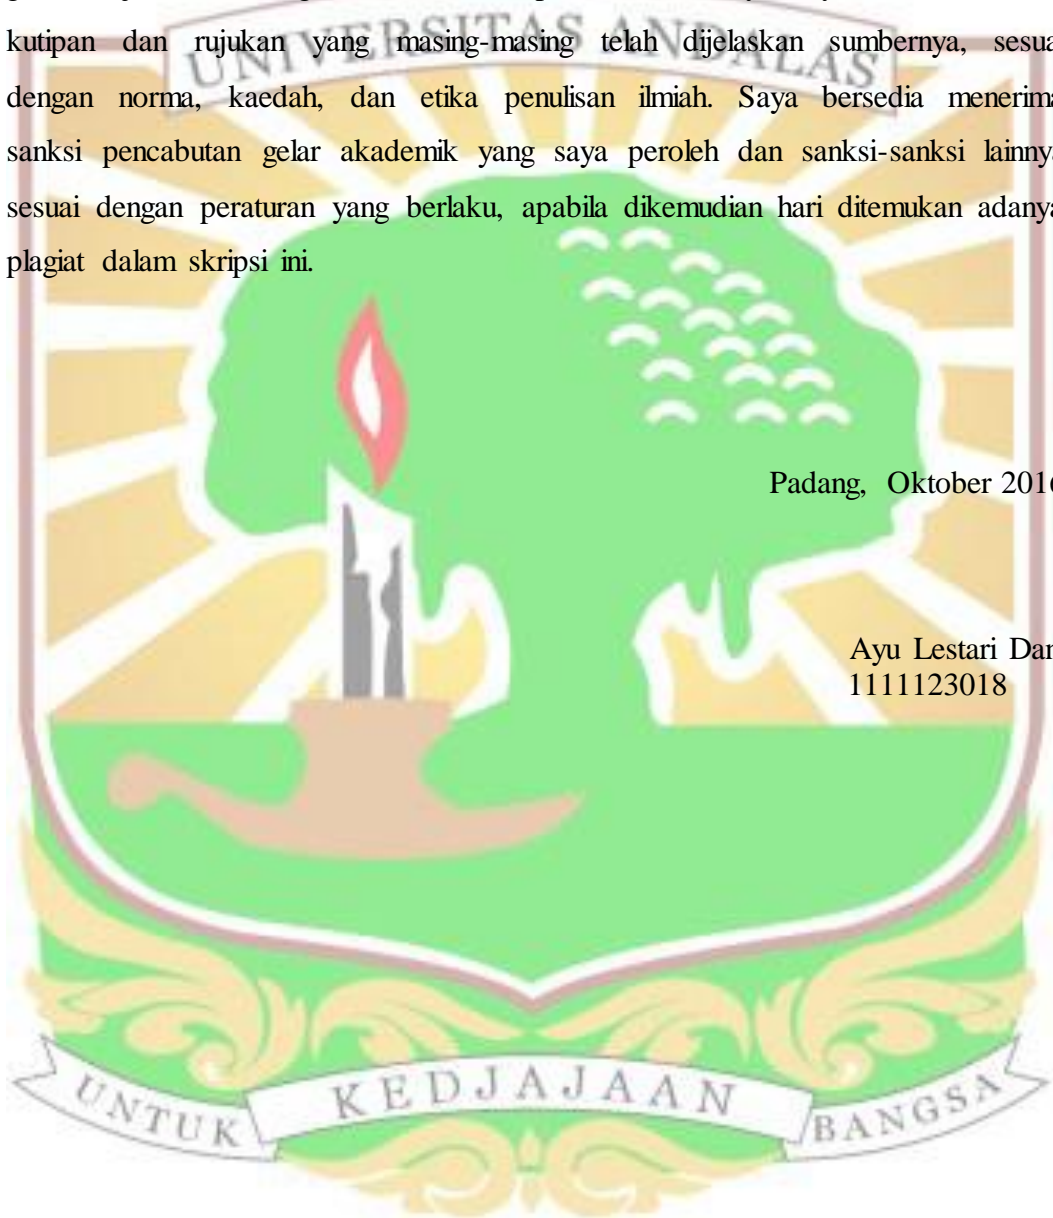 kutipan dan rujukan yang masing-masing telah dijelaskan sumbernya, sesua
dengan norma, kaedah, dan etika penulisan ilmiah. Saya bersedia menerima
sanksi pencabutan gelar akademik yang saya peroleh dan sanksi-sanksi lainny
sesuai dengan peraturan yang berlaku, apabila dikemudian hari ditemukan adanya
plagiat dalam skripsi ini.
UNIVERSITAS ANDALAS
Padang, Oktober 2016
Ayu Lestari Dar
1111123018
UNTUK KEDJAJAAN BANGSA